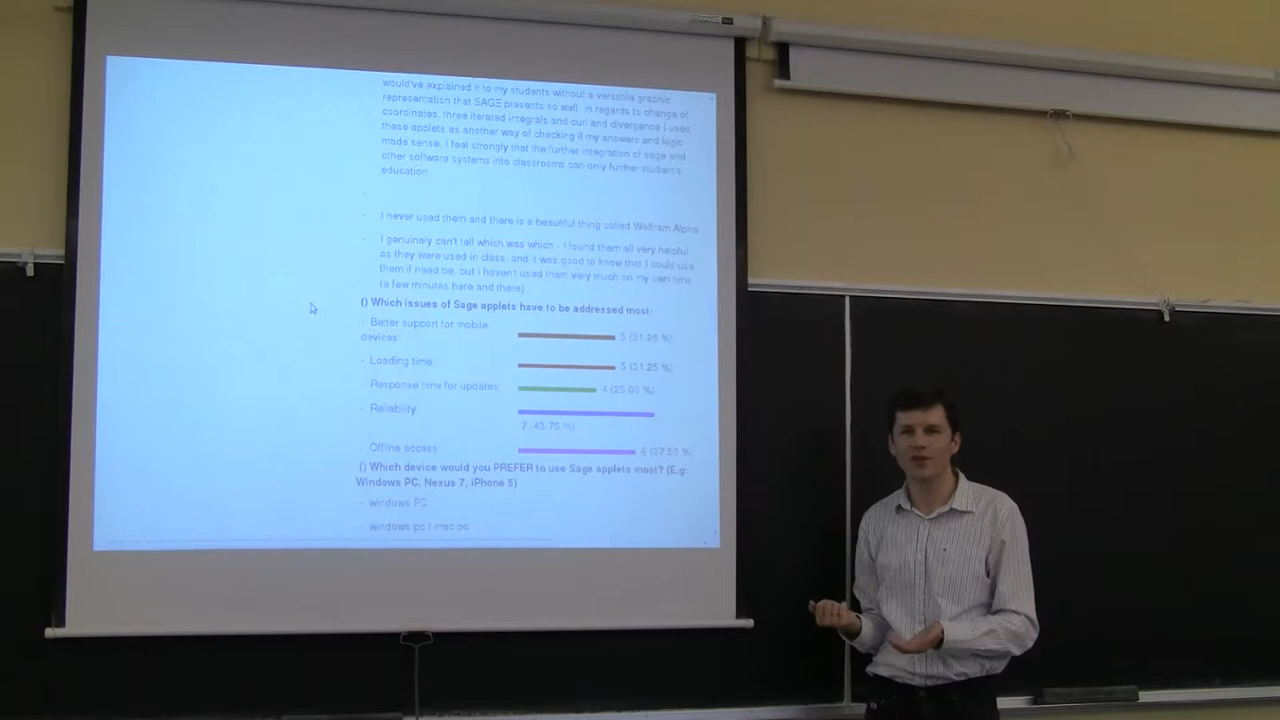 would've explained it to my students without a versatile graphic
representation that SAGE presents so well. In regards to change of
coordinates, three iterated integrals and curl and divergence I used
these applets as another way of checking if my answers and logic
made sense. I feel strongly that the further integration of sage and
other software systems into classrooms can only further student's
education
-
- I never used them and there is a beautiful thing called Wolfram Alpha
- I genuinely can't tell which was which - I found them all very helpful
as they were used in class, and it was good to know that I could use
them if need be, but I haven't used them very much on my own time
(a few minutes here and there)
() Which issues of Sage applets have to be addressed most:
- Better support for mobile
devices: 5 (31.25 %)
- Loading time: 5 (31.25 %)
- Response time for updates: 4 (25.00 %)
- Reliability:
7 (43.75 %)
- Offline access: 6 (37.50 %)
() Which device would you PREFER to use Sage applets most? (E.g:
Windows PC, Nexus 7, iPhone 5)
- windows PC
- windows pc / mac pc